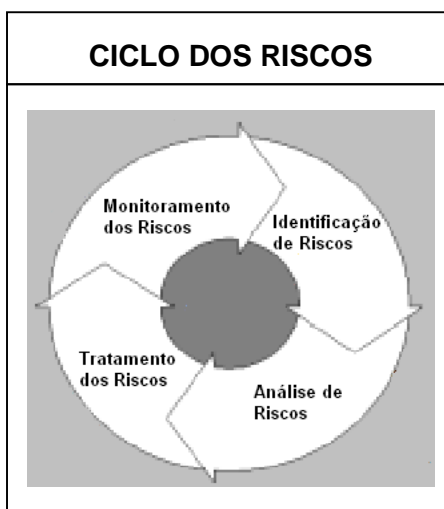 CICLO DOS RISCOS
Monitoramento
dos Riscos
Identificação
de Riscos
Tratamento
dos Riscos
Análise de
Riscos